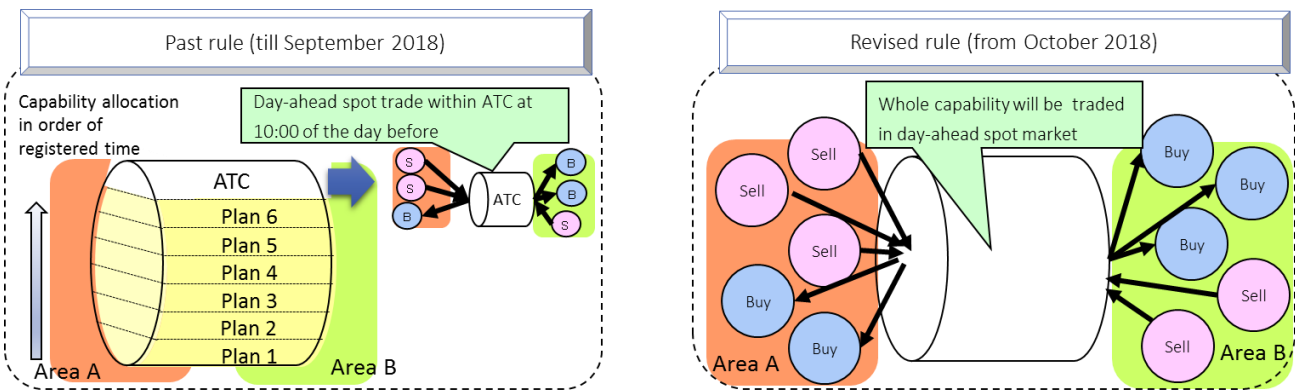 Past rule (till September 2018)
Capability allocation
in order of
registered time
Day-ahead spot trade within ATC at
10:00 of the day before
ATC
Plan 6
Plan 5
Plan 4
Plan 3
Plan 2
Plan 1
Area A
Area B
S
S
B
ATC
B
B
S
Revised rule (from October 2018)
Whole capability will be traded
in day-ahead spot market
Sell
Sell
Sell
Buy
Buy
Area A
Buy
Buy
Buy
Sell
Sell
Area B